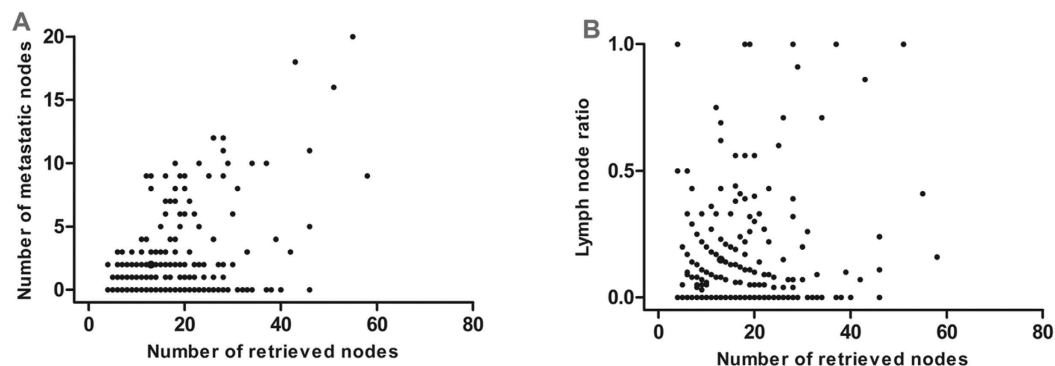 A
Number of metastatic nodes
20
15
10
5
0
0 20 40 60 80
Number of retrieved nodes
B
Lymph node ratio
1.0
0.5
0.0
0 20 40 60 80
Number of retrieved nodes